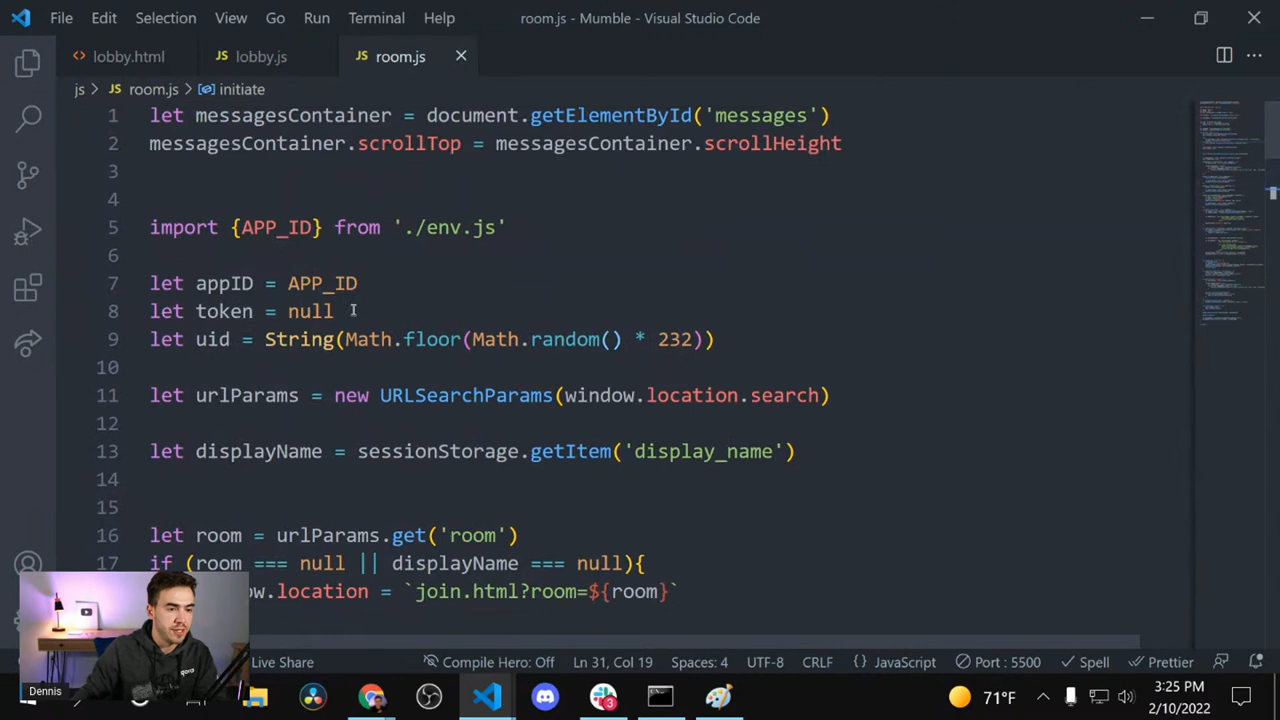 File Edit Selection View Go Run Terminal Help room.js - Mumble - Visual Studio Code
lobby.html JS lobby.js JS room.js
js > JS room.js > initiate
1 let messagesContainer = document.getElementById('messages')
2 messagesContainer.scrollTop = messagesContainer.scrollHeight
3
4
5 import {APP_ID} from './env.js'
6
7 let appID = APP_ID
8 let token = null
9 let uid = String(Math.floor(Math.random() * 232))
10
11 let urlParams = new URLSearchParams(window.location.search)
12
13 let displayName = sessionStorage.getItem('display_name')
14
15
16 let room = urlParams.get('room')
17 if (room === null || displayName === null){
w.location = `join.html?room=${room}`
Live Share Compile Hero: Off Ln 31, Col 19 Spaces: 4 UTF-8 CRLF {} JavaScript Port : 5500 Spell Prettier
agora
Dennis
3
71°F 3:25 PM
2/10/2022